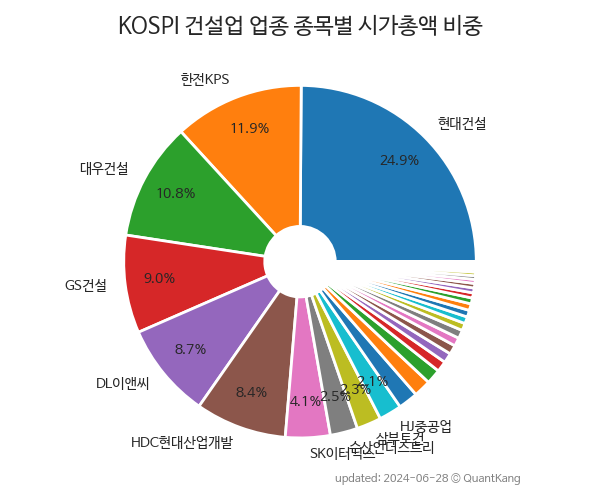 KOSPI 건설업 업종 종목별 시가총액 비중
한전KPS
현대건설
11.9%
24.9%
대우건설
10.8%
GS건설
9.0%
8.7%
DL이앤씨
8.4%
4.1%
2.5%
2.3%
2.1%
HDC현대산업개발
SK이터닉스
삼부토건
HJ중공업
updated: 2024-06-28 © QuantKang